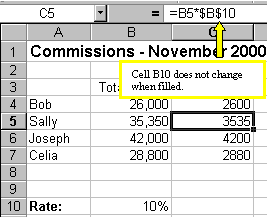 C5 = =B5*$B$10
A B C
1 Commissions - November 2000
2
Cell B10 does not change
when filled.
3
4 Bob 26,000 2600
5 Sally 35,350 3535
6 Joseph 42,000 4200
7 Celia 28,800 2880
8
9
10 Rate: 10%